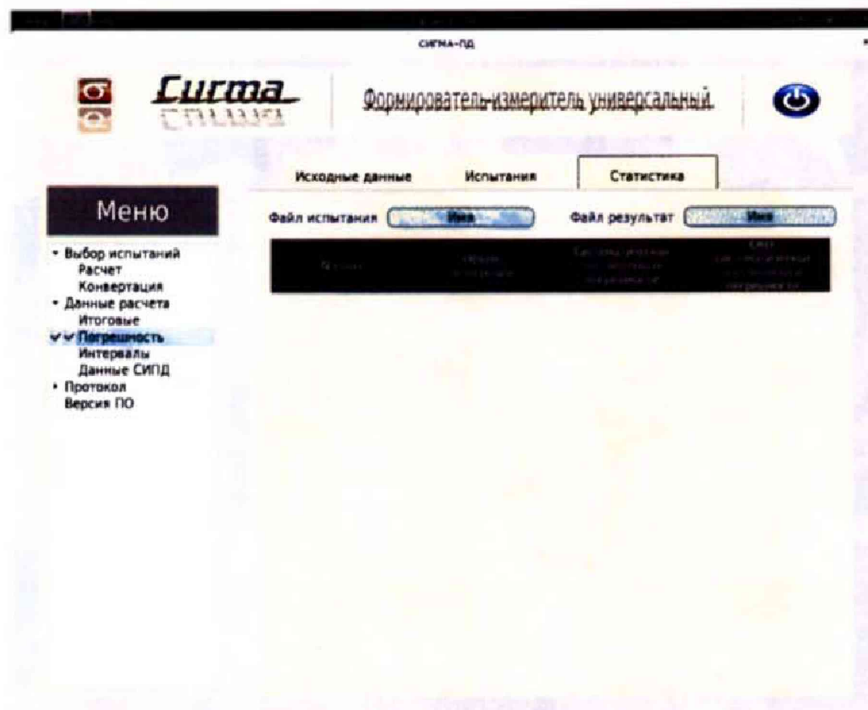 СИГМА-ПД
Сигма
Формирователь-измеритель универсальный
Исходные данные
Испытания
Статистика
Меню
Файл испытания
Имя
Файл результат
Имя
Выбор испытаний
Расчет
Конвертация
Данные расчета
Итоговые
Погрешность
Интервалы
Данные СИПД
Протокол
Версия ПО